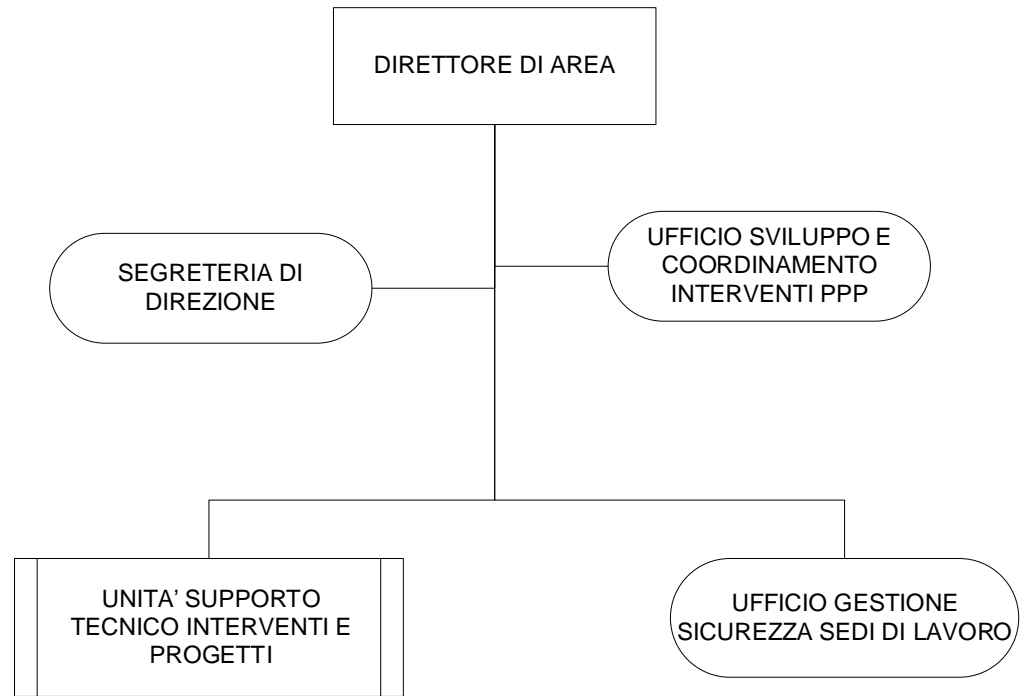 DIRETTORE DI AREA
SEGRETERIA DI
DIREZIONE
UFFICIO SVILUPPO E
COORDINAMENTO
INTERVENTI PPP
UNITA’ SUPPORTO
TECNICO INTERVENTI E
PROGETTI
UFFICIO GESTIONE
SICUREZZA SEDI DI LAVORO